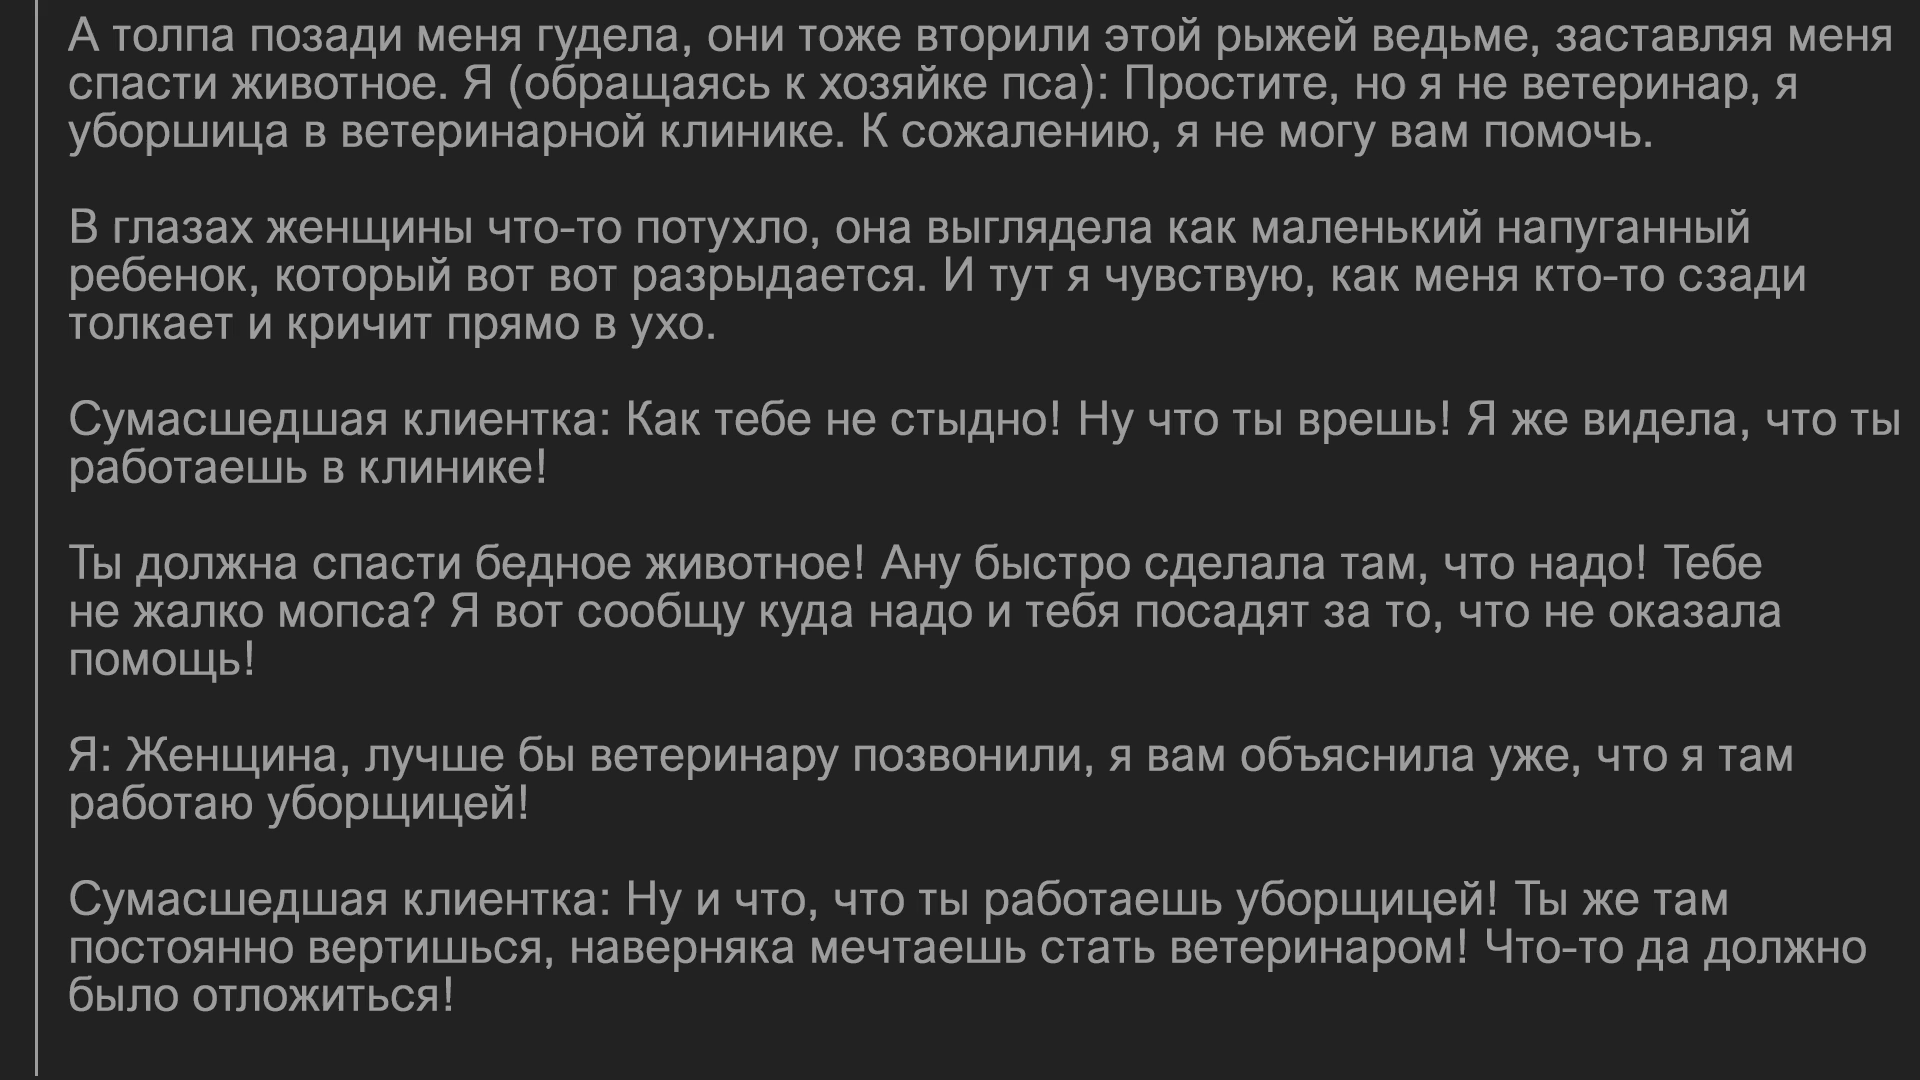 А толпа позади меня гудела, они тоже вторили этой рыжей ведьме, заставляя меня
спасти животное. Я (обращаясь к хозяйке пса): Простите, но я не ветеринар, я
уборшица в ветеринарной клинике. К сожалению, я не могу вам помочь.
В глазах женщины что-то потухло, она выглядела как маленький напуганный
ребенок, который вот вот разрыдается. И тут я чувствую, как меня кто-то сзади
толкает и кричит прямо в ухо.
Сумасшедшая клиентка: Как тебе не стыдно! Ну что ты врешь! Я же видела, что ты
работаешь в клинике!
Ты должна спасти бедное животное! Ану быстро сделала там, что надо! Тебе
не жалко мопса? Я вот сообщу куда надо и тебя посадят за то, что не оказала
помощь!
Я: Женщина, лучше бы ветеринару позвонили, я вам объяснила уже, что я там
работаю уборщицей!
Сумасшедшая клиентка: Ну и что, что ты работаешь уборщицей! Ты же там
постоянно вертишься, наверняка мечтаешь стать ветеринаром! Что-то да должно
было отложиться!